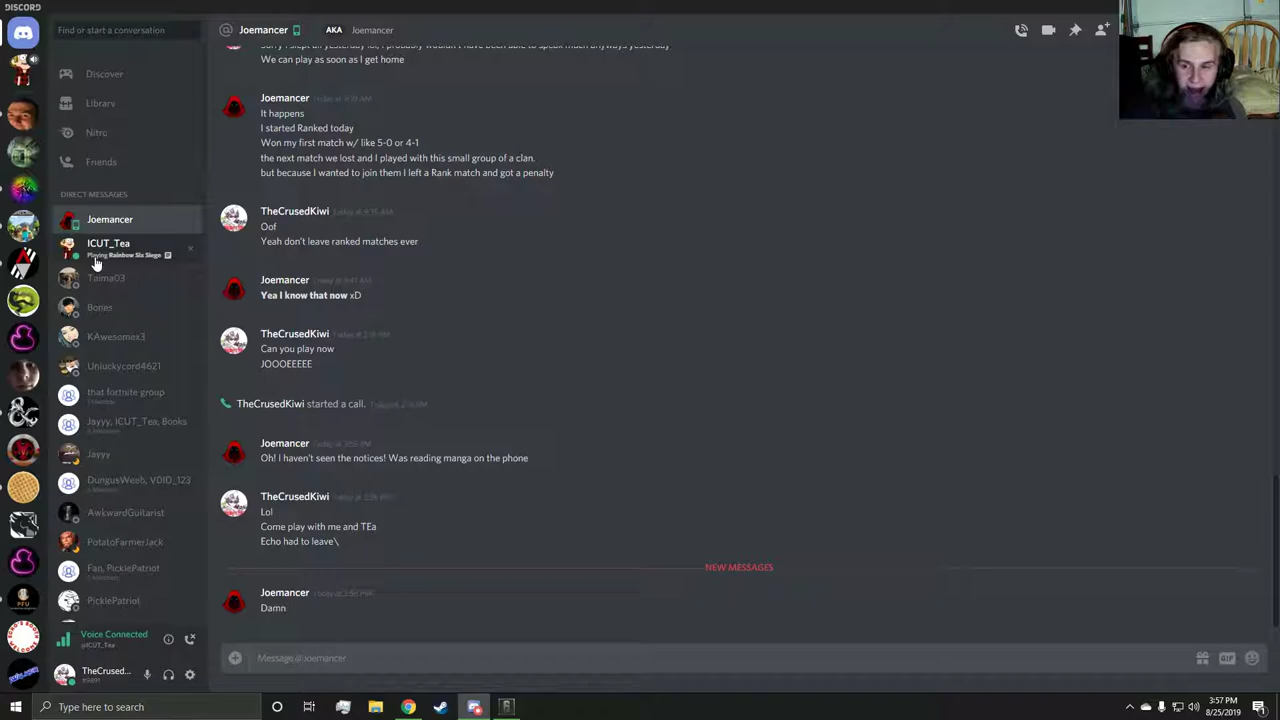 DISCORD
Find or start a conversation
Joemancer
AKA Joemancer
Discover
Library
Nitro
Friends
DIRECT MESSAGES
Joemancer
ICUT_Tea
Playing Rainbow Six Siege
Taima03
Bones
KAwesomex3
Uniuckycord4621
that fortnite group
Jayyy, ICUT_Tea, Books
Jayyy
DungusWeeb, V0ID_123
AwkwardGuitarist
PotatoFarmerJack
Fan, PicklePatriot
PicklePatriot
Voice Connected
@ICUT_Tea
TheCrused...
#9891
We can play as soon as I get home
Joemancer
It happens
I started Ranked today
Won my first match w/ like 5-0 or 4-1
the next match we lost and I played with this small group of a clan.
but because I wanted to join them I left a Rank match and got a penalty
TheCrusedKiwi
Oof
Yeah don't leave ranked matches ever
Joemancer
Yea I know that now xD
TheCrusedKiwi
Can you play now
JOOOEEEEE
TheCrusedKiwi started a call.
Joemancer
Oh! I haven't seen the notices! Was reading manga on the phone
TheCrusedKiwi
Lol
Come play with me and TEa
Echo had to leave\
NEW MESSAGES
Joemancer
Damn
Message @Joemancer
GIF
Type here to search
3:57 PM
8/25/2019